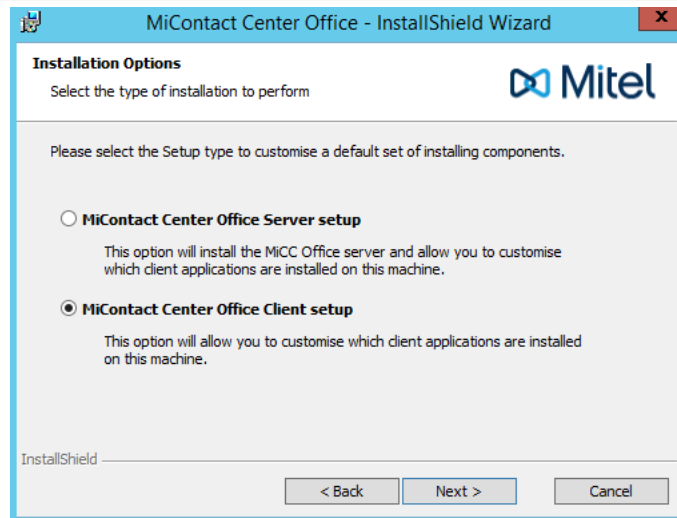 MiContact Center Office - InstallShield Wizard
x
Installation Options
Select the type of installation to perform
Mitel
Please select the Setup type to customise a default set of installing components.
MiContact Center Office Server setup
This option will install the MiCC Office server and allow you to customise
which client applications are installed on this machine.
MiContact Center Office Client setup
This option will allow you to customise which client applications are installed
on this machine.
InstallShield
< Back
Next >
Cancel